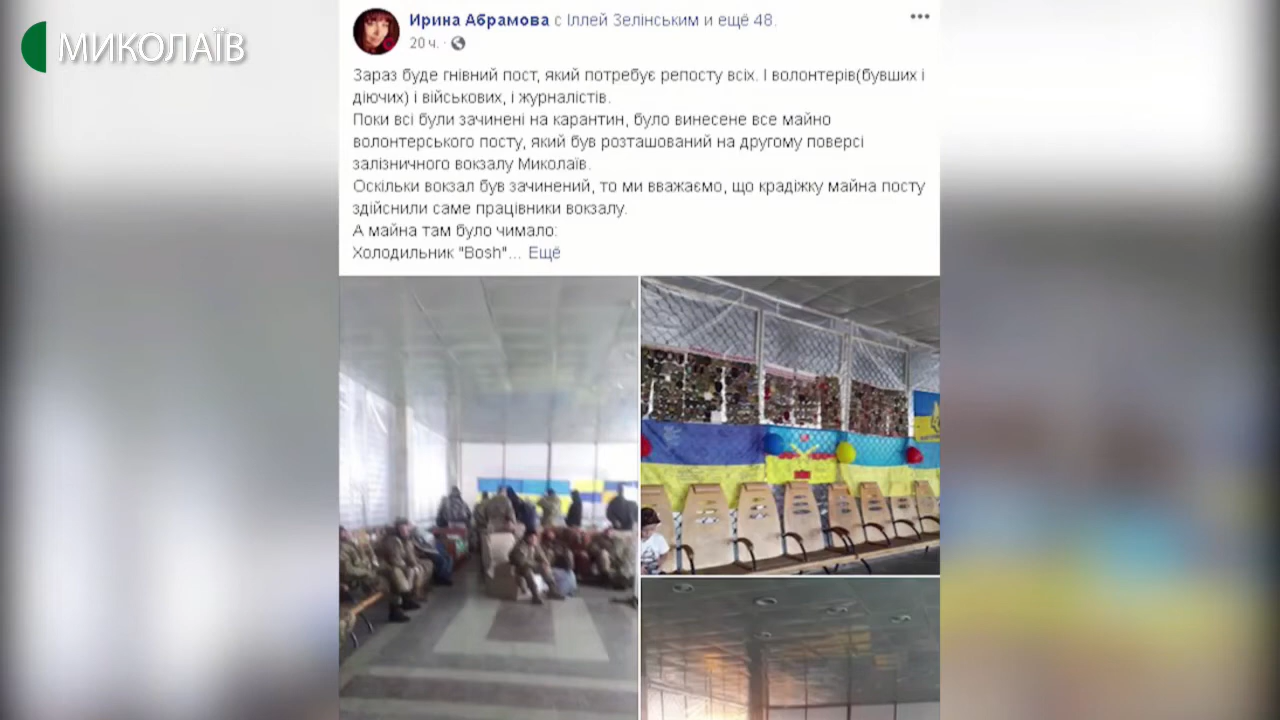 МИКОЛАЇВ
Ирина Абрамова с Іллей Зелінським и ещё 48.
20 ч. ·
Зараз буде гнівний пост, який потребує репосту всіх. І волонтерів(бувших і
діючих) і військових, і журналістів.
Поки всі були зачинені на карантин, було винесене все майно
волонтерського посту, який був розташований на другому поверсі
залізничного вокзалу Миколаїв.
Оскільки вокзал був зачинений, то ми вважаємо, що крадіжку майна посту
здійснили саме працівники вокзалу.
А майна там було чимало:
Холодильник "Bosh"... Ещё